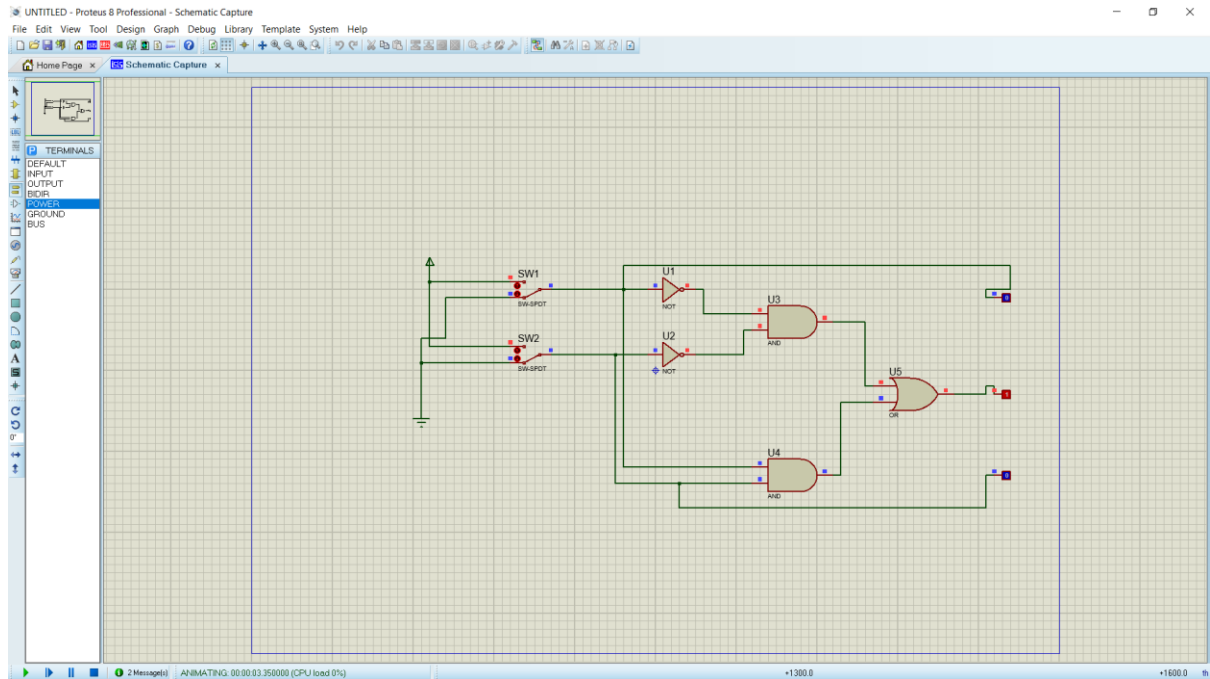 UNTITLED - Proteus 8 Professional - Schematic Capture
File Edit View Tool Design Graph Debug Library Template System Help
Home Page × Schematic Capture ×
P TERMINALS
DEFAULT
INPUT
OUTPUT
BIDIR
POWER
GROUND
BUS
SW1
SW-SPDT
U1
NOT
U3
AND
SW2
SW-SPDT
U2
NOT
U5
OR
U4
AND
0°
2 Message(s) ANIMATING: 00:00:03.350000 (CPU load 0%) +1300.0 +1600.0 th